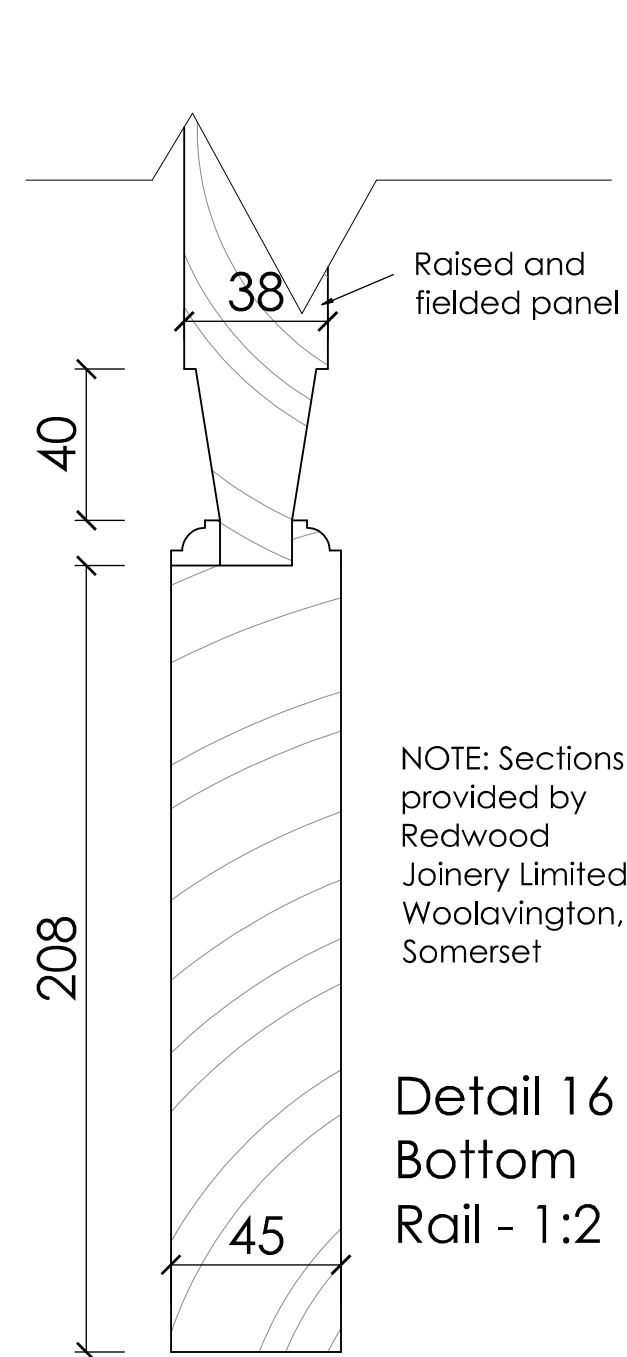 38
Raised and
fielded panel
40
NOTE: Sections
provided by
Redwood
Joinery Limited
Woolavington,
Somerset
208
Detail 16
Bottom
Rail - 1:2
45